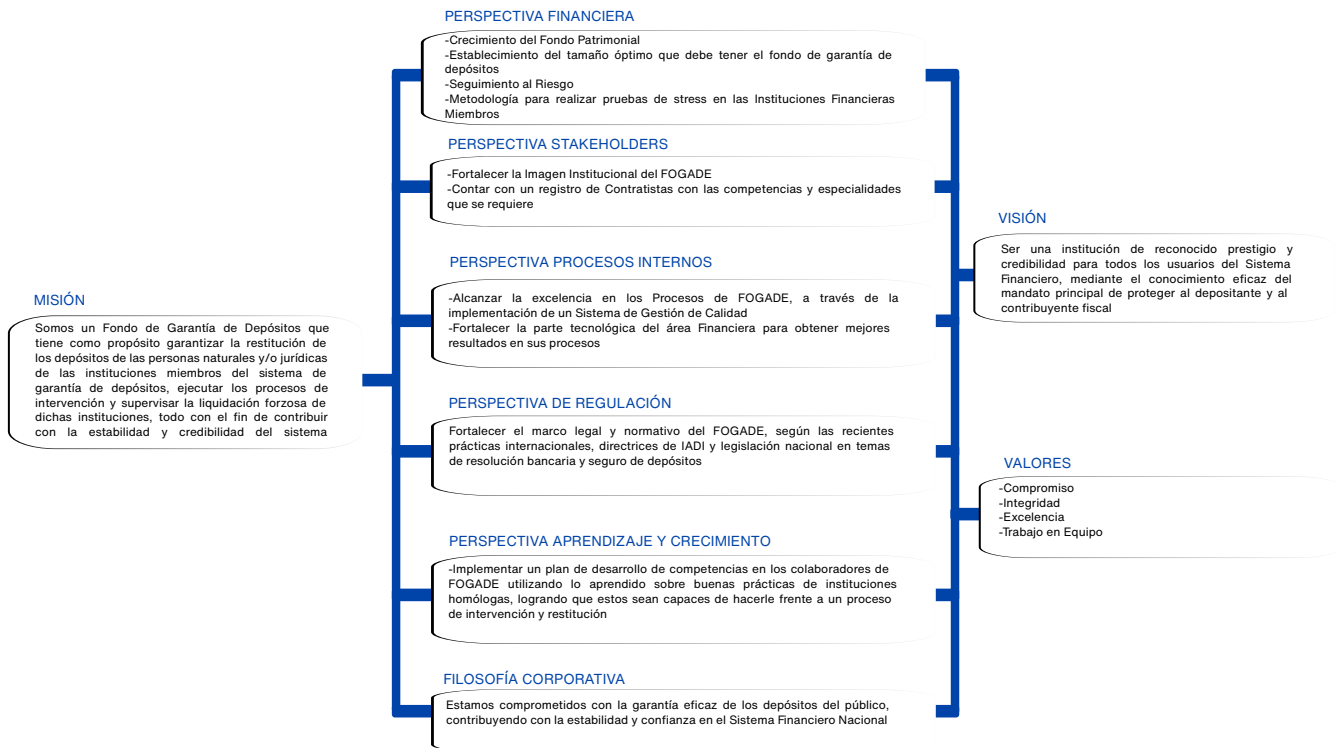 MISIÓN
Somos un Fondo de Garantía de Depósitos que
tiene como propósito garantizar la restitución de
los depósitos de las personas naturales y/o jurídicas
de las instituciones miembros del sistema de
garantía de depósitos, ejecutar los procesos de
intervención y supervisar la liquidación forzosa de
dichas instituciones, todo con el fin de contribuir
con la estabilidad y credibilidad del sistema
PERSPECTIVA FINANCIERA
-Crecimiento del Fondo Patrimonial
-Establecimiento del tamaño óptimo que debe tener el fondo de garantía de
depósitos
-Seguimiento al Riesgo
-Metodología para realizar pruebas de stress en las Instituciones Financieras
Miembros
PERSPECTIVA STAKEHOLDERS
-Fortalecer la Imagen Institucional del FOGADE
-Contar con un registro de Contratistas con las competencias y especialidades
que se requiere
PERSPECTIVA PROCESOS INTERNOS
-Alcanzar la excelencia en los Procesos de FOGADE, a través de la
implementación de un Sistema de Gestión de Calidad
-Fortalecer la parte tecnológica del área Financiera para obtener mejores
resultados en sus procesos
PERSPECTIVA DE REGULACIÓN
Fortalecer el marco legal y normativo del FOGADE, según las recientes
prácticas internacionales, directrices de IADI y legislación nacional en temas
de resolución bancaria y seguro de depósitos
PERSPECTIVA APRENDIZAJE Y CRECIMIENTO
-Implementar un plan de desarrollo de competencias en los colaboradores de
FOGADE utilizando lo aprendido sobre buenas prácticas de instituciones
homólogas, logrando que estos sean capaces de hacerle frente a un proceso
de intervención y restitución
FILOSOFÍA CORPORATIVA
Estamos comprometidos con la garantía eficaz de los depósitos del público,
contribuyendo con la estabilidad y confianza en el Sistema Financiero Nacional
VISIÓN
Ser una institución de reconocido prestigio y
credibilidad para todos los usuarios del Sistema
Financiero, mediante el conocimiento eficaz del
mandato principal de proteger al depositante y al
contribuyente fiscal
VALORES
-Compromiso
-Integridad
-Excelencia
-Trabajo en Equipo